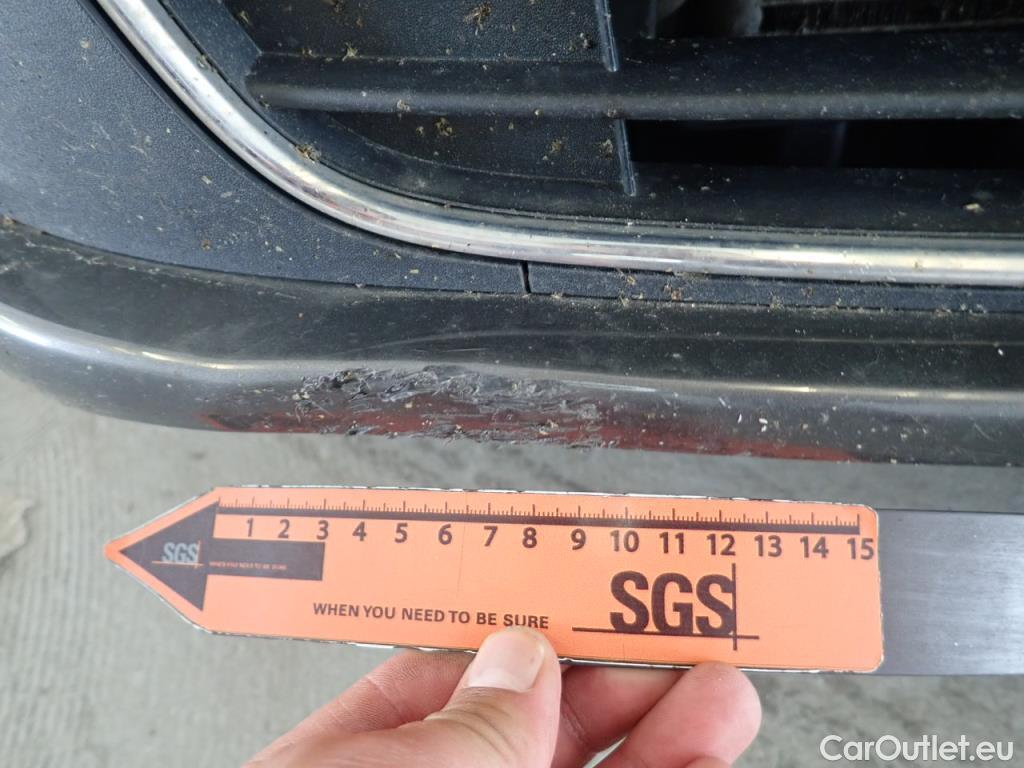 1 2 3 4 5 6 7 8 9 10 11 12 13 14 15
SGS
SGS
WHEN YOU NEED TO BE SURE
CarOutlet.eu